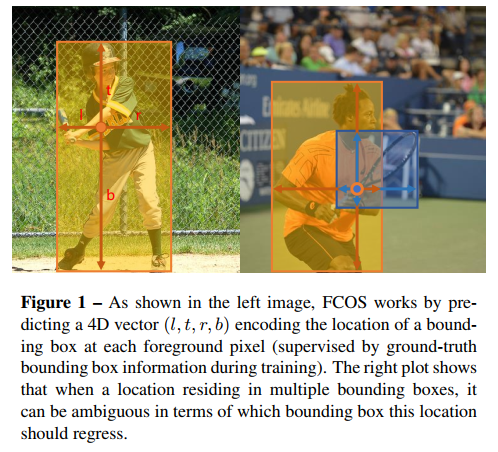 t
l
r
b
Emirates Airline
CITIZEN
Figure 1 – As shown in the left image, FCOS works by pre-
dicting a 4D vector (l, t, r, b) encoding the location of a bound-
ing box at each foreground pixel (supervised by ground-truth
bounding box information during training). The right plot shows
that when a location residing in multiple bounding boxes, it
can be ambiguous in terms of which bounding box this location
should regress.